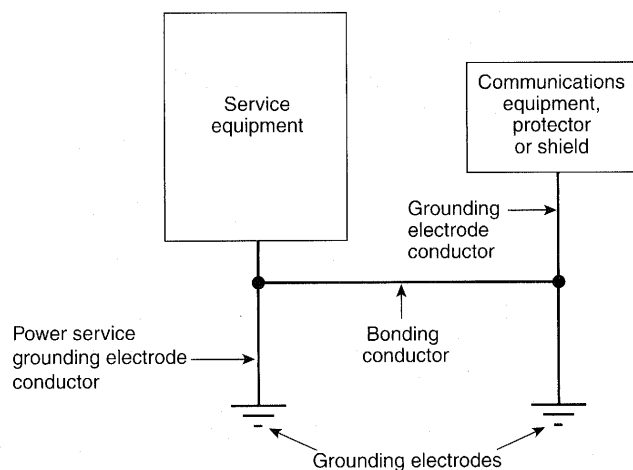 Service
equipment
Communications
equipment,
protector
or shield
Grounding
electrode
conductor
Power service
grounding electrode
conductor
Bonding
conductor
Grounding electrodes